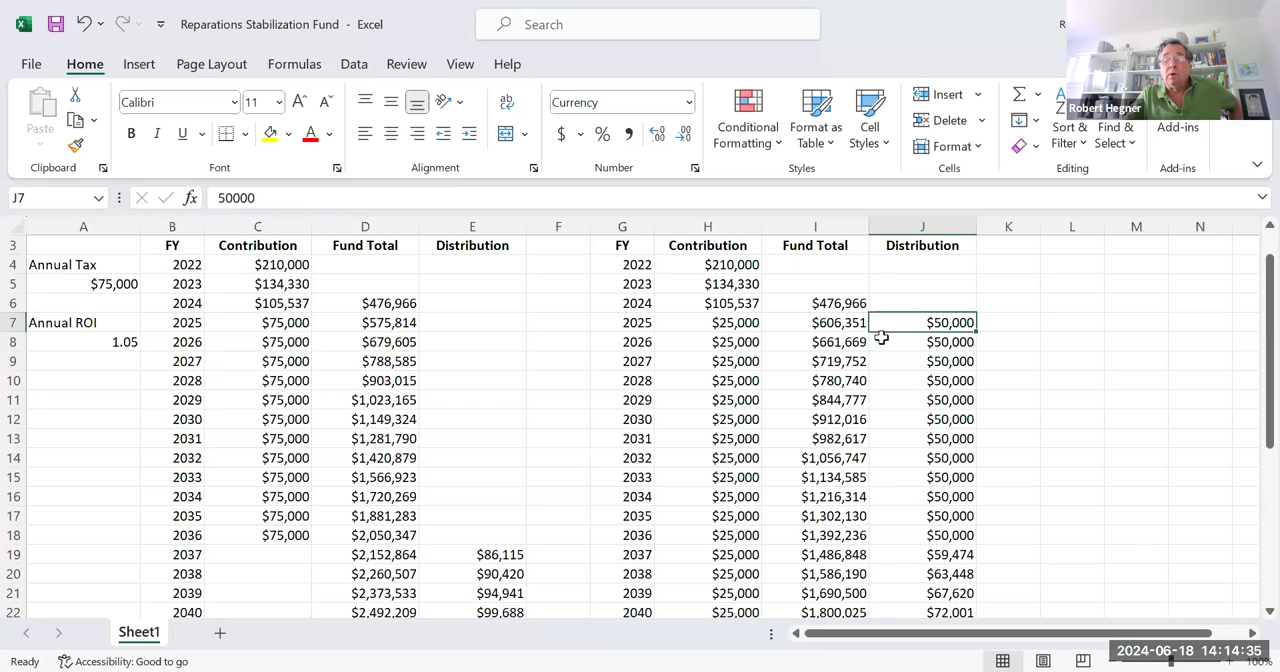 Reparations Stabilization Fund - Excel
Search
R
Robert Hegner
File Home Insert Page Layout Formulas Data Review View Help
Calibri 11
Currency
Paste
B I U
$ % 9
Conditional Formatting
Format as Table
Cell Styles
Insert
Delete
Format
Sort & Filter
Find & Select
Add-ins
Clipboard Font Alignment Number Styles Cells Editing Add-ins
J7 fx 50000
A B C D E F G H I J K L M N
3 FY Contribution Fund Total Distribution FY Contribution Fund Total Distribution
4 Annual Tax 2022 $210,000 2022 $210,000
5 $75,000 2023 $134,330 2023 $134,330
6 2024 $105,537 $476,966 2024 $105,537 $476,966
7 Annual ROI 2025 $75,000 $575,814 2025 $25,000 $606,351 $50,000
8 1.05 2026 $75,000 $679,605 2026 $25,000 $661,669 $50,000
9 2027 $75,000 $788,585 2027 $25,000 $719,752 $50,000
10 2028 $75,000 $903,015 2028 $25,000 $780,740 $50,000
11 2029 $75,000 $1,023,165 2029 $25,000 $844,777 $50,000
12 2030 $75,000 $1,149,324 2030 $25,000 $912,016 $50,000
13 2031 $75,000 $1,281,790 2031 $25,000 $982,617 $50,000
14 2032 $75,000 $1,420,879 2032 $25,000 $1,056,747 $50,000
15 2033 $75,000 $1,566,923 2033 $25,000 $1,134,585 $50,000
16 2034 $75,000 $1,720,269 2034 $25,000 $1,216,314 $50,000
17 2035 $75,000 $1,881,283 2035 $25,000 $1,302,130 $50,000
18 2036 $75,000 $2,050,347 2036 $25,000 $1,392,236 $50,000
19 2037 $2,152,864 $86,115 2037 $25,000 $1,486,848 $59,474
20 2038 $2,260,507 $90,420 2038 $25,000 $1,586,190 $63,448
21 2039 $2,373,533 $94,941 2039 $25,000 $1,690,500 $67,620
22 2040 $2,492,209 $99,688 2040 $25,000 $1,800,025 $72,001
Sheet1
2024-06-18 14:14:35
Ready Accessibility: Good to go 100%